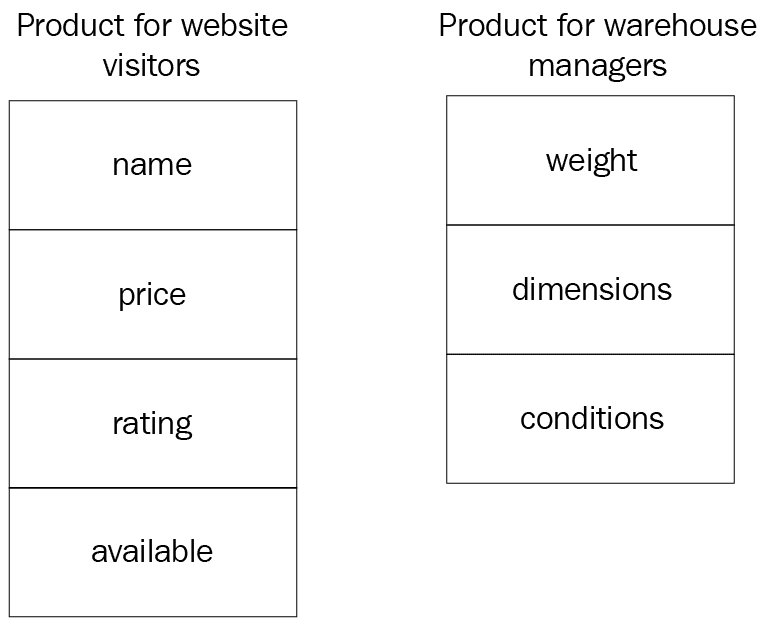 Product for website
visitors
name
price
rating
available
Product for warehouse
managers
weight
dimensions
conditions